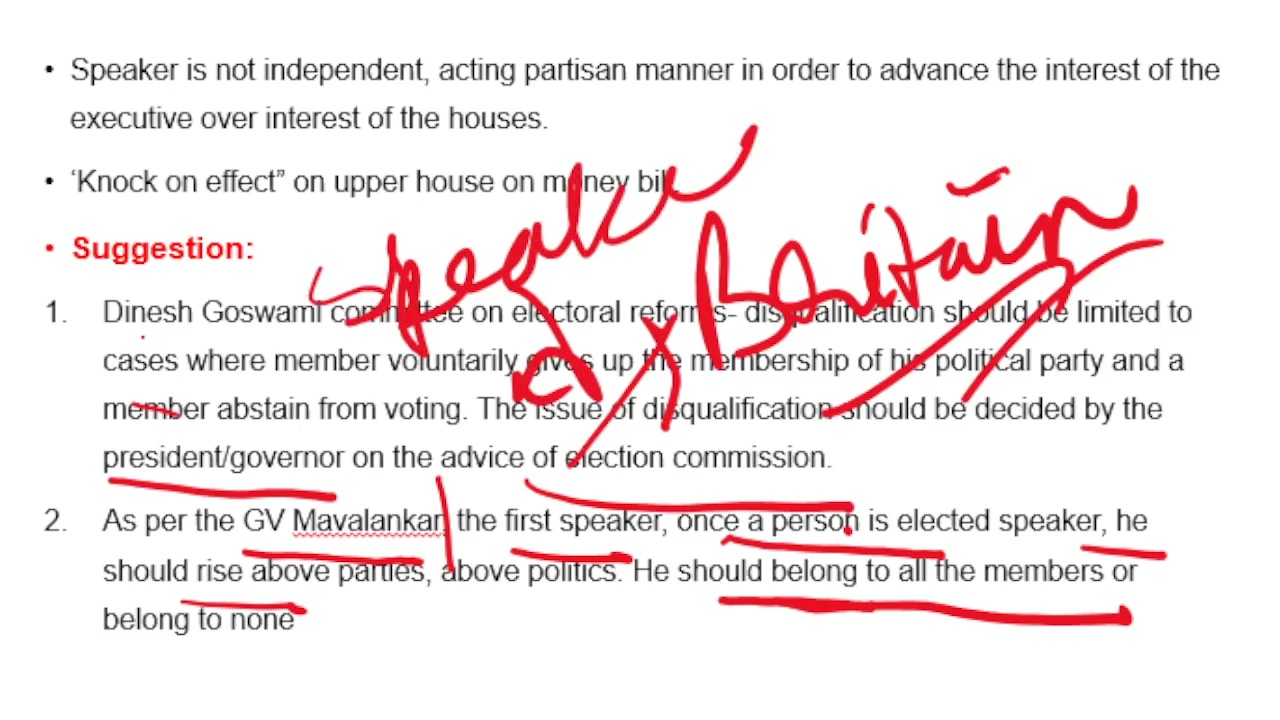 • Speaker is not independent, acting partisan manner in order to advance the interest of the
executive over interest of the houses.
• ‘Knock on effect” on upper house on money bill.
• Suggestion:
speaker
of Britain
1. Dinesh Goswami committee on electoral reforms- disqualification should be limited to
cases where member voluntarily gives up the membership of his political party and a
member abstain from voting. The issue of disqualification should be decided by the
president/governor on the advice of election commission.
2. As per the GV Mavalankar, the first speaker, once a person is elected speaker, he
should rise above parties, above politics. He should belong to all the members or
belong to none